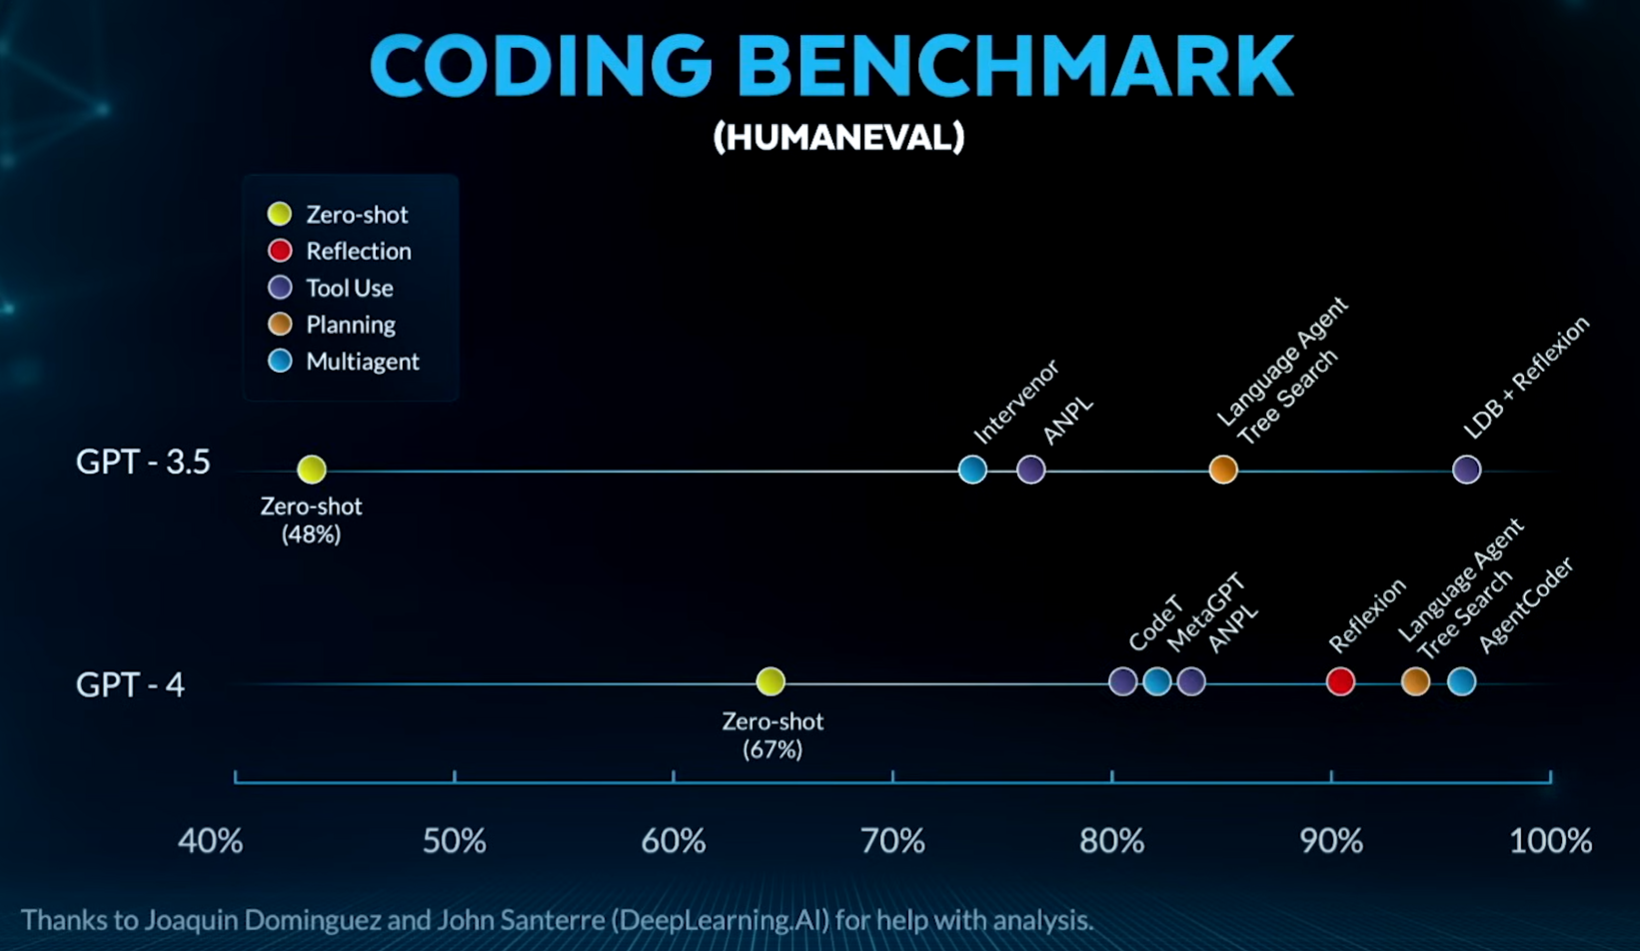 CODING BENCHMARK
(HUMANEVAL)
Zero-shot
Reflection
Tool Use
Planning
Multiagent
GPT - 3.5
Zero-shot
(48%)
Intervenor
ANPL
Language Agent
Tree Search
LDB + Reflexion
GPT - 4
Zero-shot
(67%)
CodeT
MetaGPT
ANPL
Reflexion
Language Agent
Tree Search
AgentCoder
40%
50%
60%
70%
80%
90%
100%
Thanks to Joaquin Dominguez and John Santerre (DeepLearning.AI) for help with analysis.